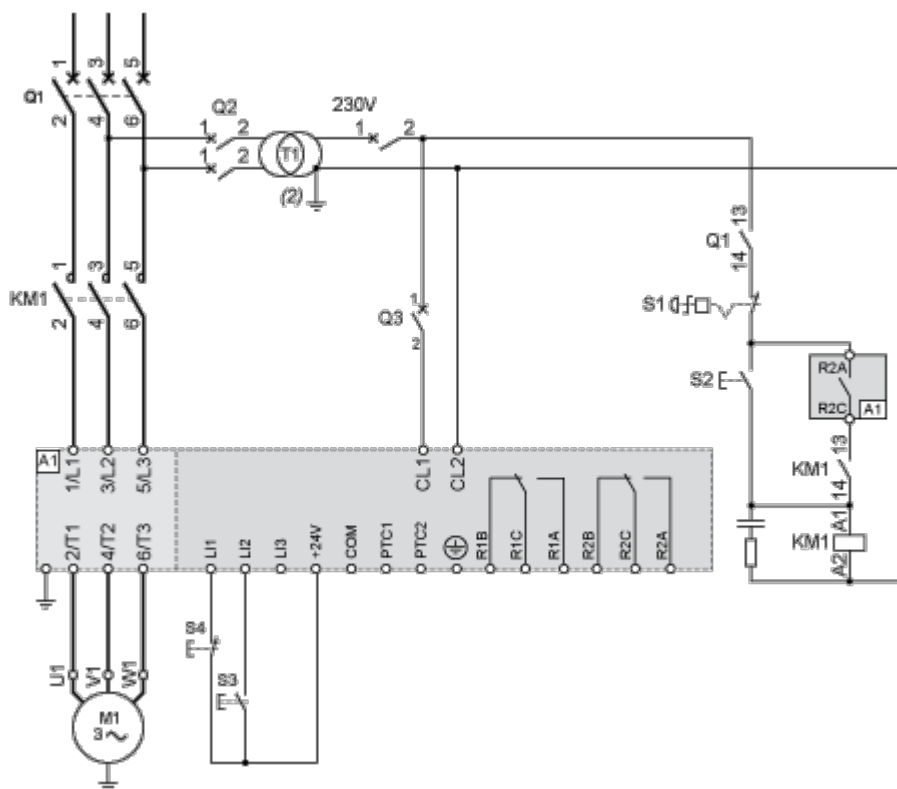 1 3 5
Q1
2 4 6
Q2
1 2
1 2
T1
(2)
230V
1 2
13
Q1
14
1 3 5
KM1
2 4 6
1
Q3
2
S1
S2
R2A
R2C A1
13
KM1
14
A1
KM1
A2
A1
1/L1 3/L2 5/L3
CL1 CL2
2/T1 4/T2 6/T3
LI1 LI2 LI3 +24V COM PTC1 PTC2 R1B R1C R1A R2B R2C R2A
S4
S3
U1 V1 W1
M1
3